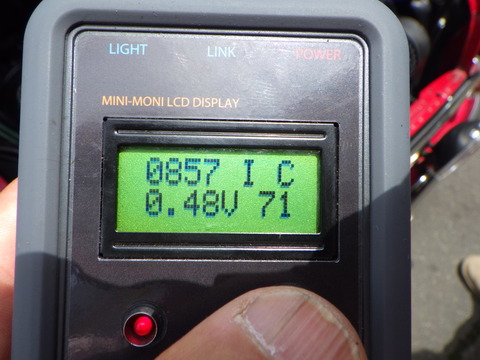 LIGHT LINK POWER
MINI-MONI LCD DISPLAY
0857 I C
0.48V 71